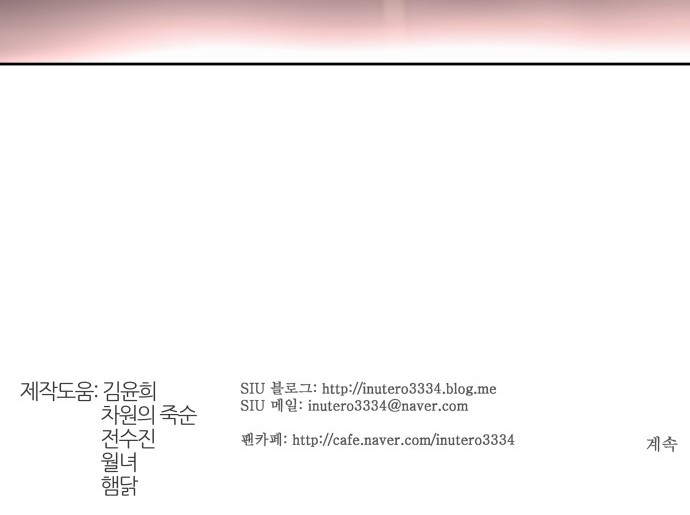 제작도움: 김윤희
차원의 죽순
전수진
월녀
햄닭
SIU 블로그: http://inutero3334.blog.me
SIU 메일: inutero3334@naver.com
팬카페: http://cafe.naver.com/inutero3334
계속